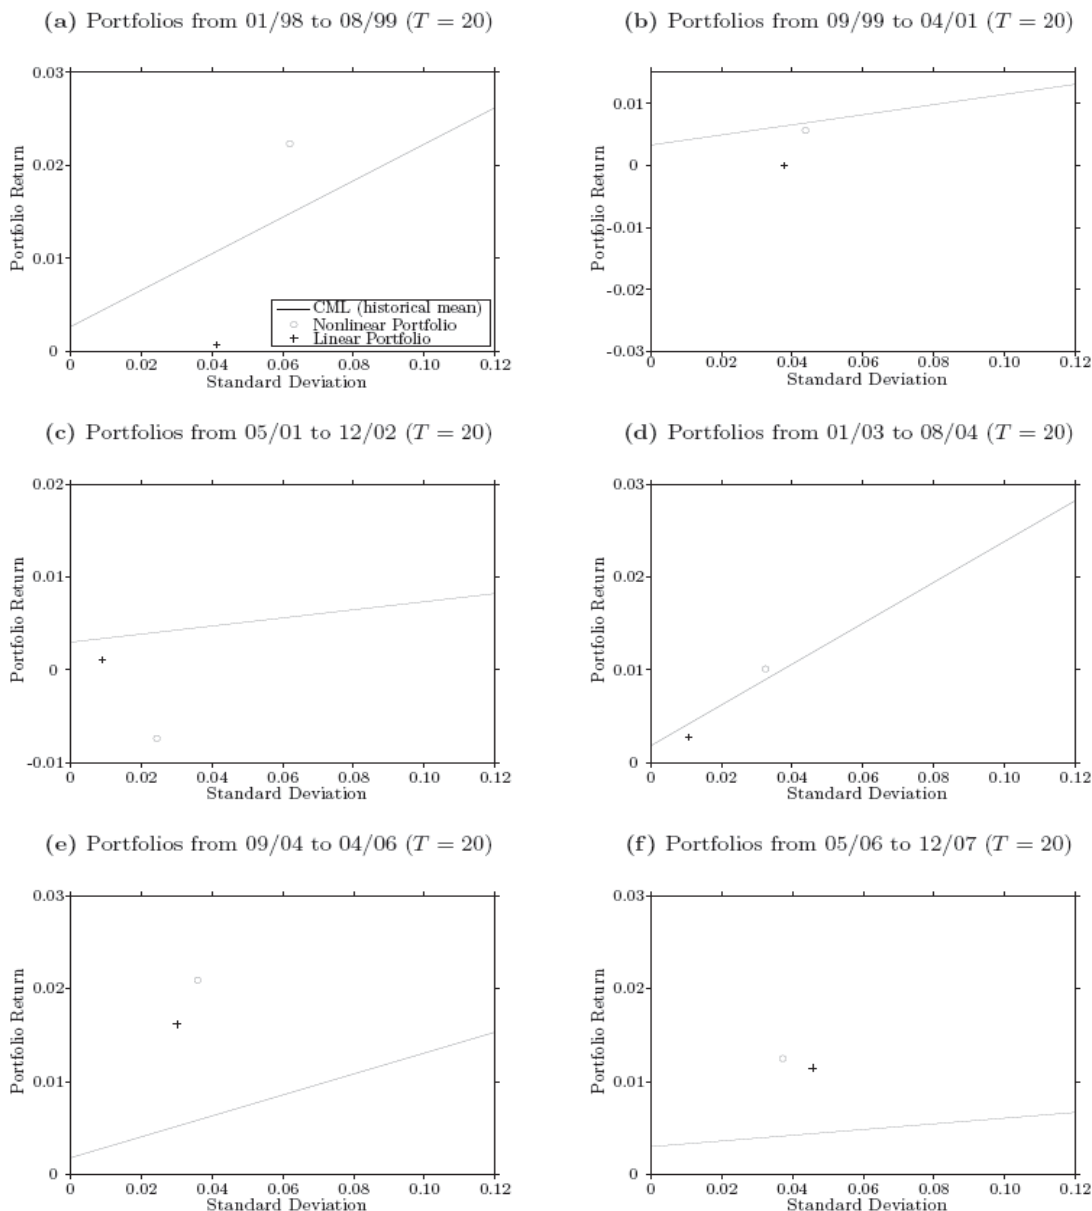 (a) Portfolios from 01/98 to 08/99 (T = 20)
0.03
0.02
0.01
0
Portfolio Return
CML (historical mean)
Nonlinear Portfolio
Linear Portfolio
0 0.02 0.04 0.06 0.08 0.10 0.12
Standard Deviation
(b) Portfolios from 09/99 to 04/01 (T = 20)
0.01
0
-0.01
-0.02
-0.03
Portfolio Return
0 0.02 0.04 0.06 0.08 0.10 0.12
Standard Deviation
(c) Portfolios from 05/01 to 12/02 (T = 20)
0.02
0.01
0
-0.01
Portfolio Return
0 0.02 0.04 0.06 0.08 0.10 0.12
Standard Deviation
(d) Portfolios from 01/03 to 08/04 (T = 20)
0.03
0.02
0.01
0
Portfolio Return
0 0.02 0.04 0.06 0.08 0.10 0.12
Standard Deviation
(e) Portfolios from 09/04 to 04/06 (T = 20)
0.03
0.02
0.01
0
Portfolio Return
0 0.02 0.04 0.06 0.08 0.10 0.12
Standard Deviation
(f) Portfolios from 05/06 to 12/07 (T = 20)
0.03
0.02
0.01
0
Portfolio Return
0 0.02 0.04 0.06 0.08 0.10 0.12
Standard Deviation